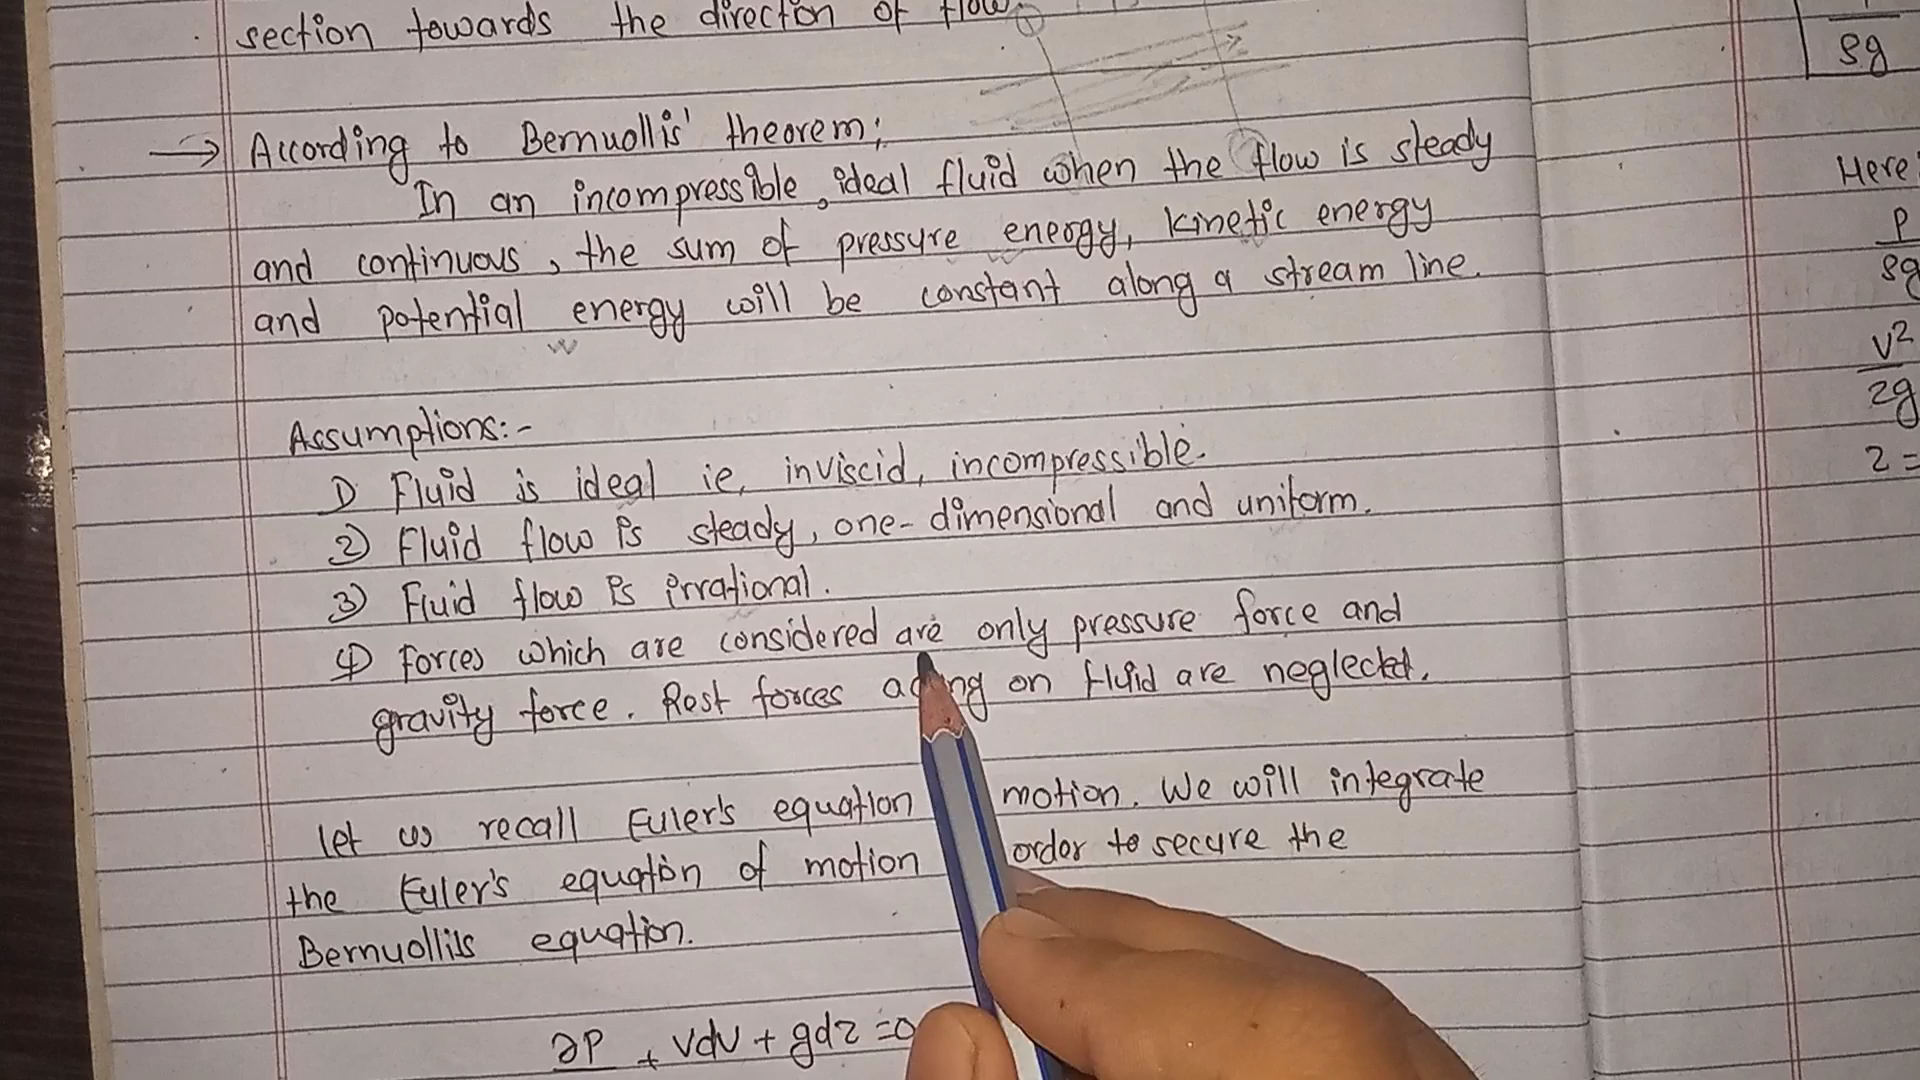 section towards the direction of flow.
→ According to Bernuollis' theorem;
In an incompressible, ideal fluid when the flow is steady
and continuous, the sum of pressure energy, kinetic energy
and potential energy will be constant along a stream line.
Assumptions:-
1) Fluid is ideal ie, inviscid, incompressible.
2) Fluid flow is steady, one-dimensional and uniform.
3) Fluid flow is irrational.
4) Forces which are considered are only pressure force and
gravity force. Rest forces acting on fluid are neglected.
Let us recall Euler's equation motion. We will integrate
the Euler's equation of motion order to secure the
Bernuollis equation.
∂P + vdv + gdz = 0
ρg
Here
P
ρg
v²
2g
z =